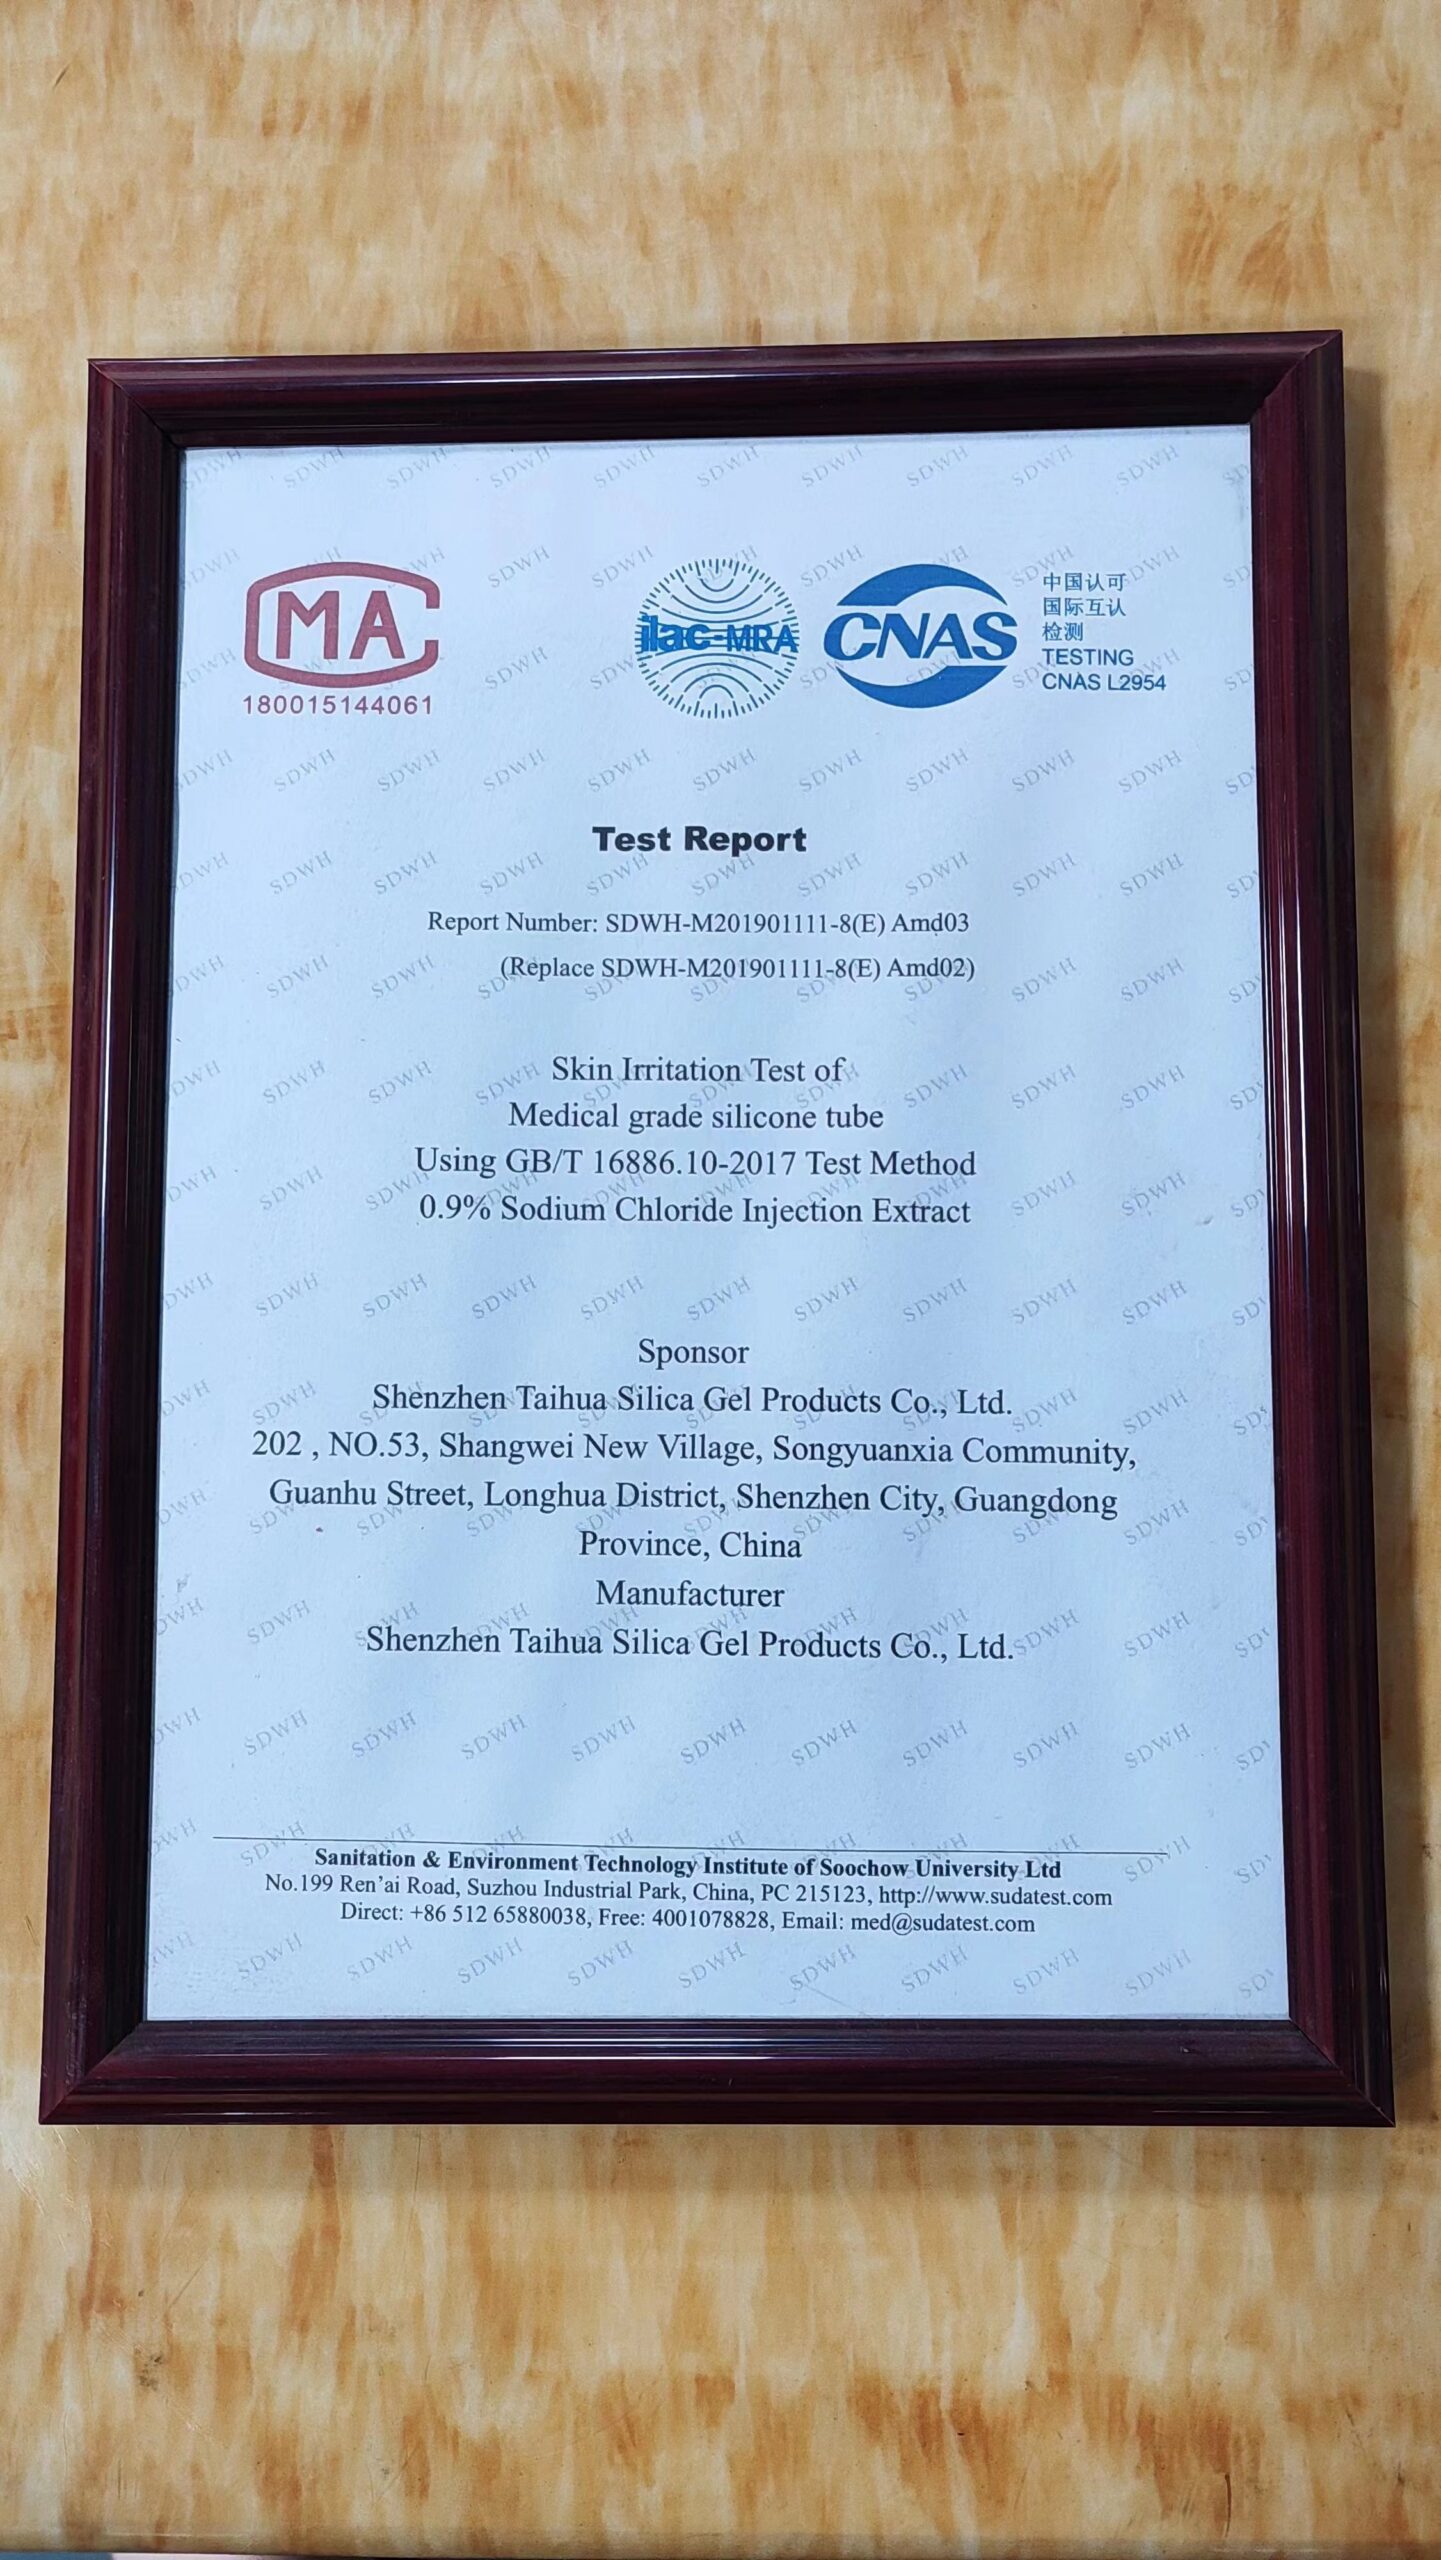 MA
180015144061
ilac-MRA
CNAS
中国认可
国际互认
检测
TESTING
CNAS L2954
Test Report
Report Number: SDWH-M201901111-8(E) Amd03
(Replace SDWH-M201901111-8(E) Amd02)
Skin Irritation Test of
Medical grade silicone tube
Using GB/T 16886.10-2017 Test Method
0.9% Sodium Chloride Injection Extract
Sponsor
Shenzhen Taihua Silica Gel Products Co., Ltd.
202 , NO.53, Shangwei New Village, Songyuanxia Community,
Guanhu Street, Longhua District, Shenzhen City, Guangdong
Province, China
Manufacturer
Shenzhen Taihua Silica Gel Products Co., Ltd.
Sanitation & Environment Technology Institute of Soochow University Ltd
No.199 Ren'ai Road, Suzhou Industrial Park, China, PC 215123, http://www.sudatest.com
Direct: +86 512 65880038, Free: 4001078828, Email: med@sudatest.com
SDWH